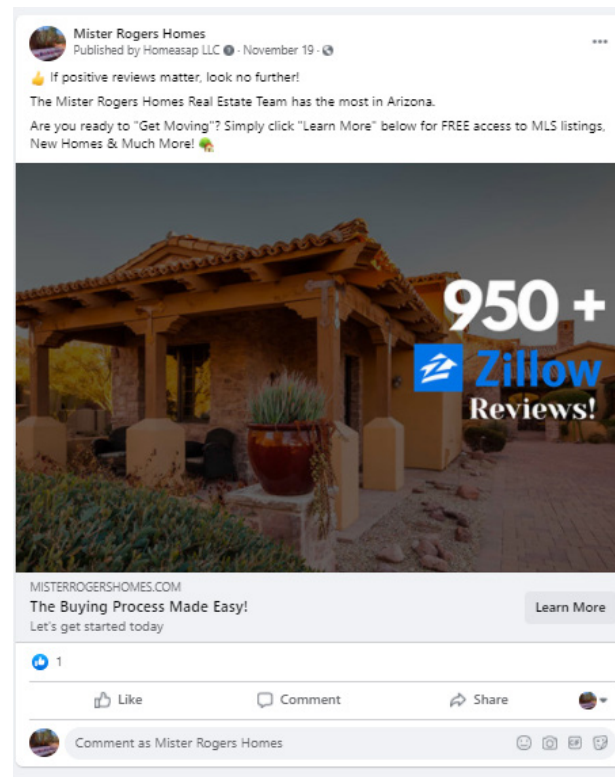 Mister Rogers Homes
Published by Homeasap LLC · November 19 ·
👍 If positive reviews matter, look no further!
The Mister Rogers Homes Real Estate Team has the most in Arizona.
Are you ready to "Get Moving"? Simply click "Learn More" below for FREE access to MLS listings,
New Homes & Much More! 🏡
950 +
Zillow
Reviews!
MISTERROGERSHOMES.COM
The Buying Process Made Easy!
Let's get started today
Learn More
1
Like Comment Share
Comment as Mister Rogers Homes